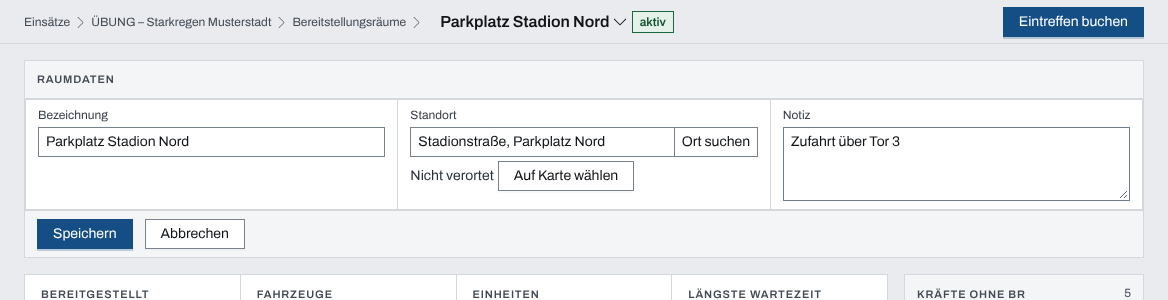 Einsätze ÜBUNG – Starkregen Musterstadt Bereitstellungsräume Parkplatz Stadion Nord aktiv Eintreffen buchen
RAUMDATEN
Bezeichnung Standort Notiz
Parkplatz Stadion Nord Stadionstraße, Parkplatz Nord Ort suchen Zufahrt über Tor 3
Nicht verortet Auf Karte wählen
Speichern Abbrechen
BEREITGESTELLT FAHRZEUGE EINHEITEN LÄNGSTE WARTEZEIT KRÄFTE OHNE BR 5